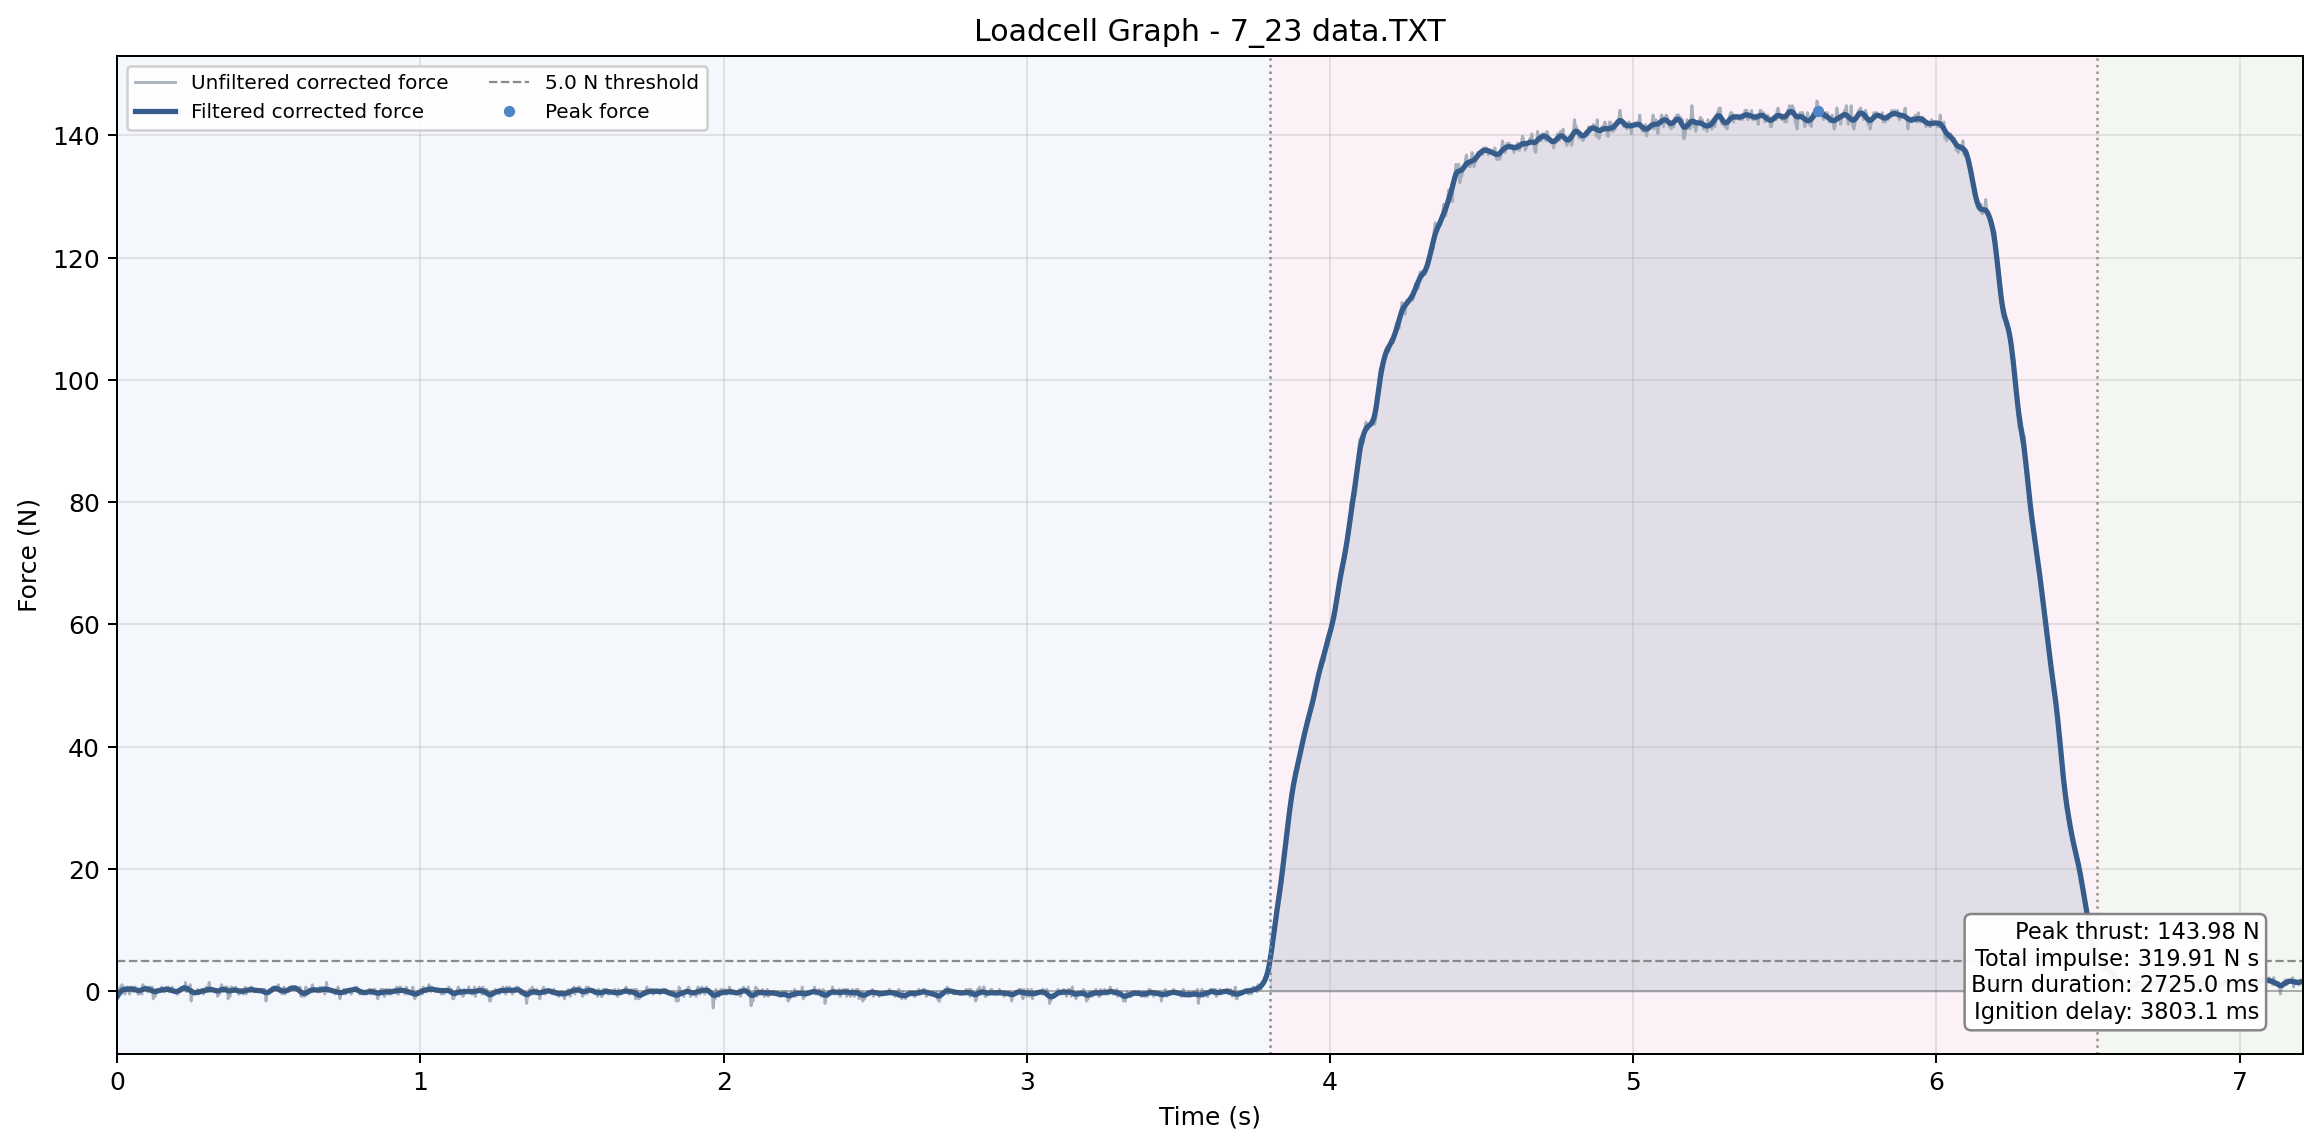 Loadcell Graph - 7_23 data.TXT
Unfiltered corrected force
Filtered corrected force
5.0 N threshold
Peak force
Force (N)
140
120
100
80
60
40
20
0
Peak thrust: 143.98 N
Total impulse: 319.91 N s
Burn duration: 2725.0 ms
Ignition delay: 3803.1 ms
0 1 2 3 4 5 6 7
Time (s)